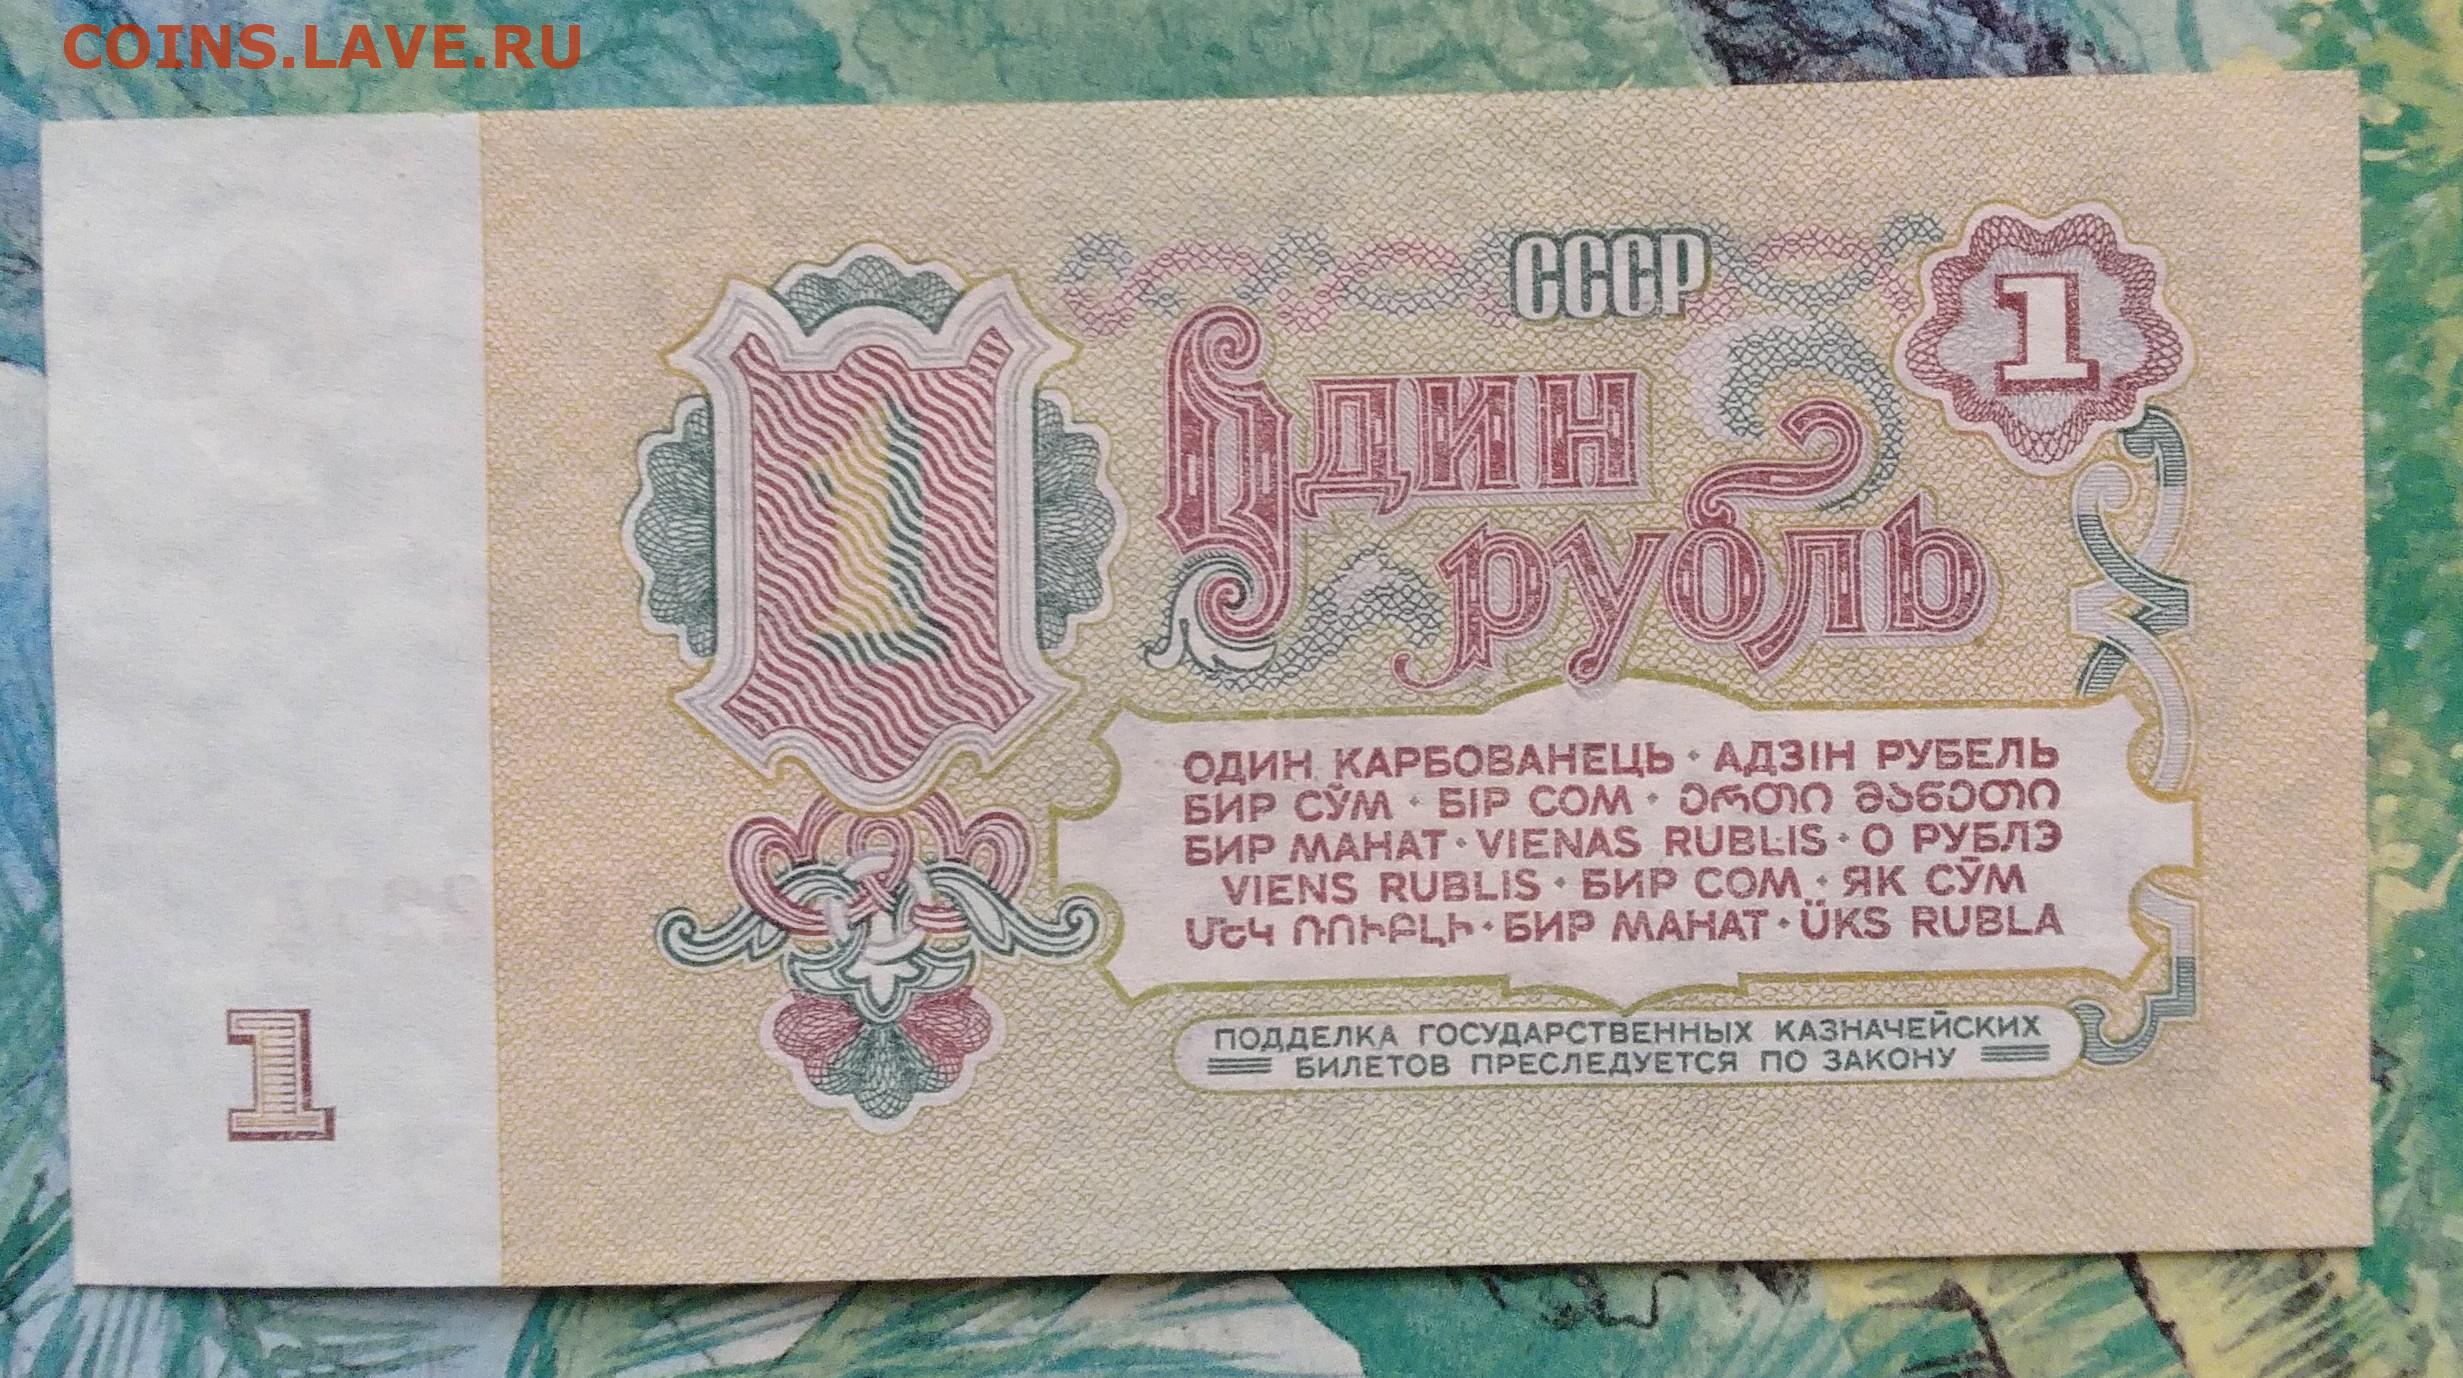 COINS.LAVE.RU
СССР
1
1
Один
рубль
ОДИН КАРБОВАНЕЦЬ · АДЗІН РУБЕЛЬ
БИР СЎМ · БІР СОМ · ერთი მანეთი
БИР МАНАТ · VIENAS RUBLIS · О РУБЛЭ
VIENS RUBLIS · БИР СОМ · ЯК СӮМ
ՄԵԿ ՌՈՒԲԼԻ · БИР МАНАТ · ÜKS RUBLA
ПОДДЕЛКА ГОСУДАРСТВЕННЫХ КАЗНАЧЕЙСКИХ
БИЛЕТОВ ПРЕСЛЕДУЕТСЯ ПО ЗАКОНУ
1